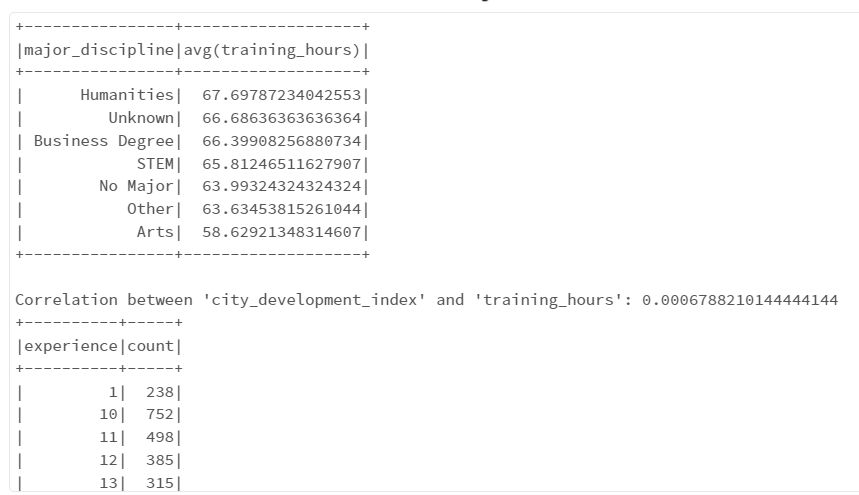 +----------------+------------------+
|major_discipline|avg(training_hours)|
+----------------+------------------+
|      Humanities|  67.69787234042553|
|         Unknown|  66.68636363636364|
| Business Degree|  66.39908256880734|
|            STEM|  65.81246511627907|
|        No Major|  63.99324324324324|
|           Other|  63.63453815261044|
|            Arts|  58.62921348314607|
+----------------+------------------+
Correlation between 'city_development_index' and 'training_hours': 0.0006788210144444144
+----------+-----+
|experience|count|
+----------+-----+
|         1|  238|
|        10|  752|
|        11|  498|
|        12|  385|
|        13|  315|